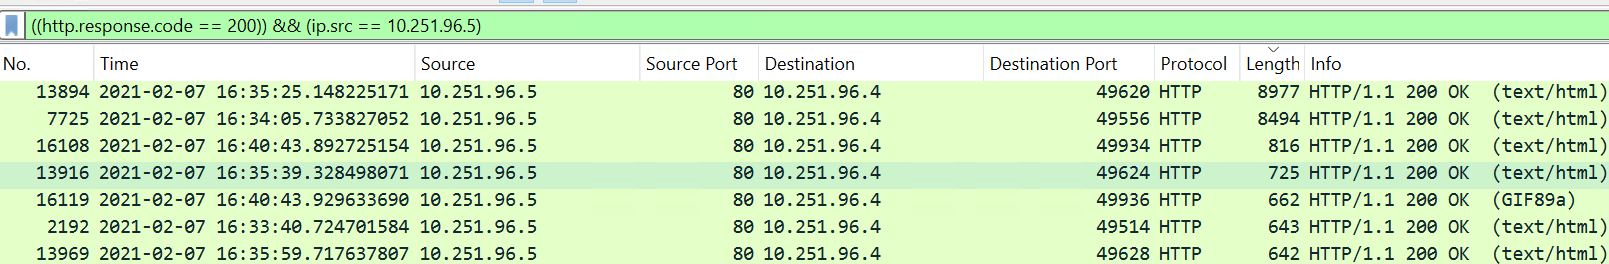 ((http.response.code == 200)) && (ip.src == 10.251.96.5)
No. Time Source Source Port Destination Destination Port Protocol Length Info
13894 2021-02-07 16:35:25.148225171 10.251.96.5 80 10.251.96.4 49620 HTTP 8977 HTTP/1.1 200 OK (text/html)
7725 2021-02-07 16:34:05.733827052 10.251.96.5 80 10.251.96.4 49556 HTTP 8494 HTTP/1.1 200 OK (text/html)
16108 2021-02-07 16:40:43.892725154 10.251.96.5 80 10.251.96.4 49934 HTTP 816 HTTP/1.1 200 OK (text/html)
13916 2021-02-07 16:35:39.328498071 10.251.96.5 80 10.251.96.4 49624 HTTP 725 HTTP/1.1 200 OK (text/html)
16119 2021-02-07 16:40:43.929633690 10.251.96.5 80 10.251.96.4 49936 HTTP 662 HTTP/1.1 200 OK (GIF89a)
2192 2021-02-07 16:33:40.724701584 10.251.96.5 80 10.251.96.4 49514 HTTP 643 HTTP/1.1 200 OK (text/html)
13969 2021-02-07 16:35:59.717637807 10.251.96.5 80 10.251.96.4 49628 HTTP 642 HTTP/1.1 200 OK (text/html)